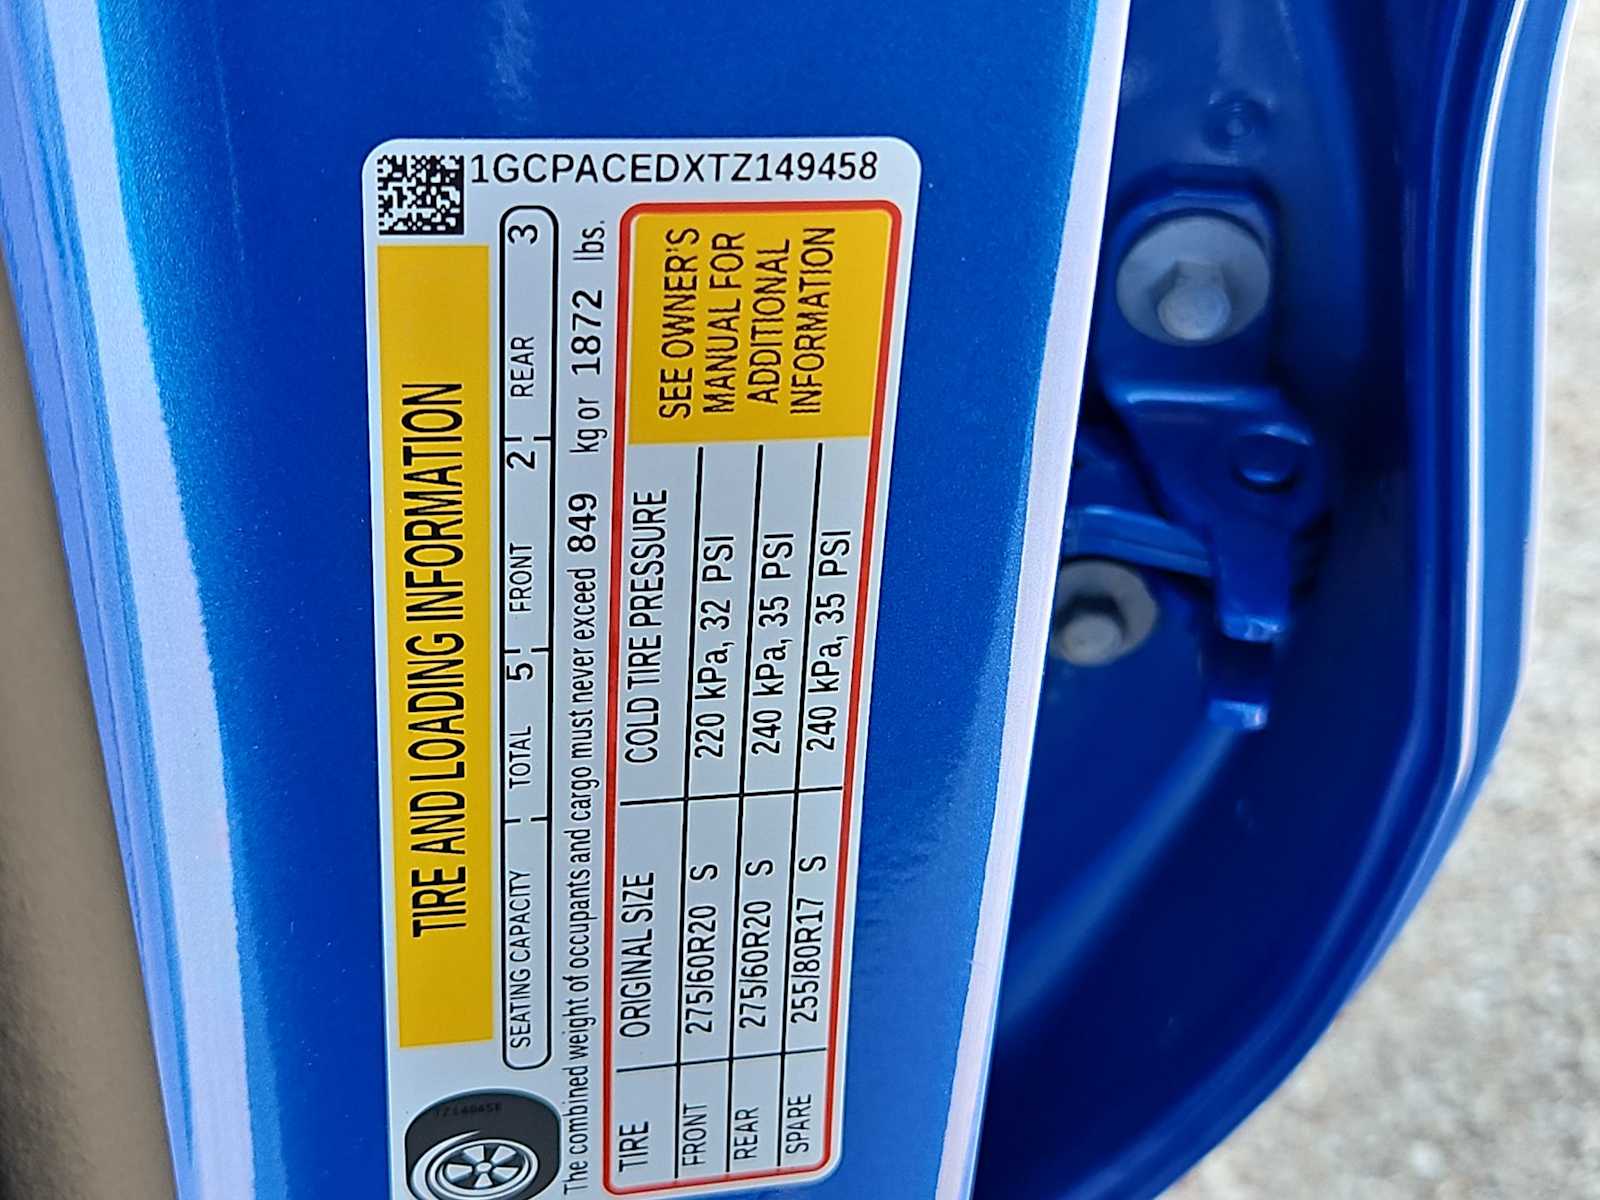 1GCPACEDXTZ149458
TIRE AND LOADING INFORMATION
SEATING CAPACITY TOTAL 5 FRONT 2 REAR 3
The combined weight of occupants and cargo must never exceed 849 kg or 1872 lbs.
TIRE ORIGINAL SIZE COLD TIRE PRESSURE
FRONT 275/60R20 S 220 kPa, 32 PSI
REAR 275/60R20 S 240 kPa, 35 PSI
SPARE 255/80R17 S 240 kPa, 35 PSI
SEE OWNER'S
MANUAL FOR
ADDITIONAL
INFORMATION
TZ149458